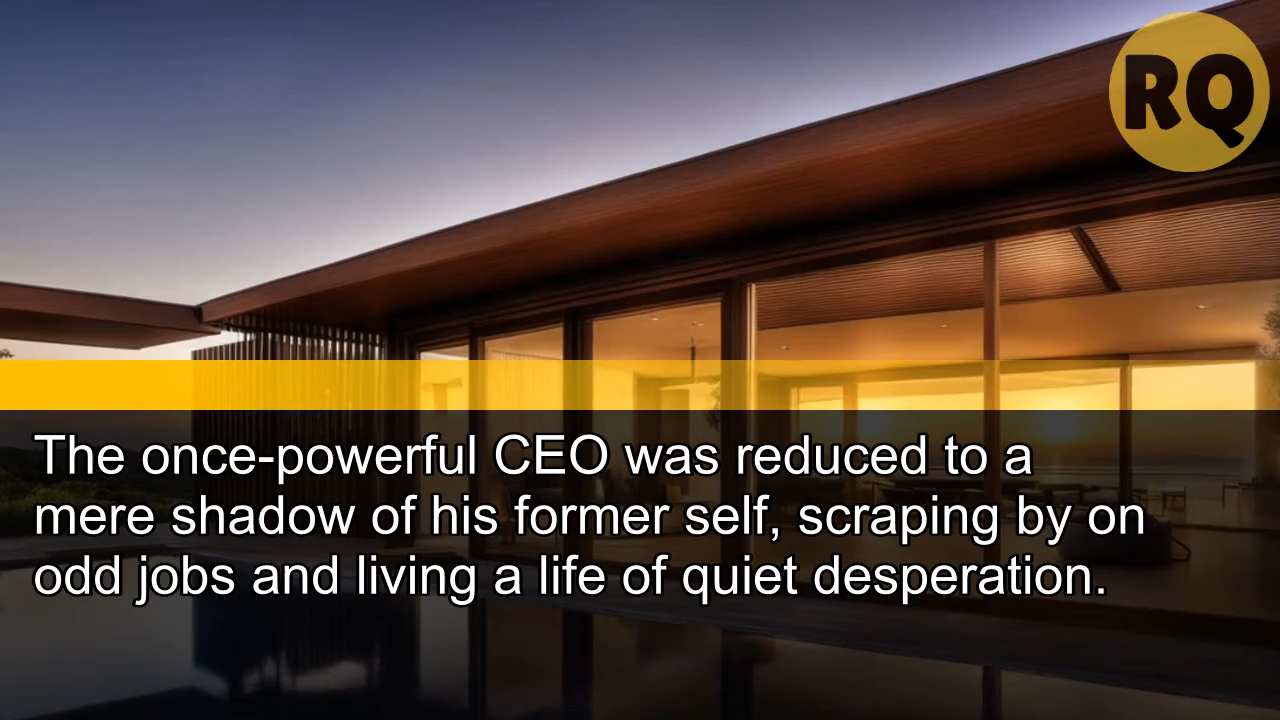 RQ
The once-powerful CEO was reduced to a
mere shadow of his former self, scraping by on
odd jobs and living a life of quiet desperation.